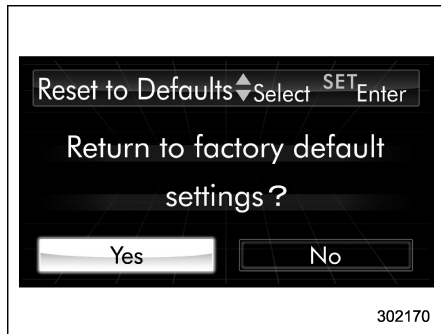 Reset to Defaults Select SET Enter
Return to factory default
settings?
Yes No
302170